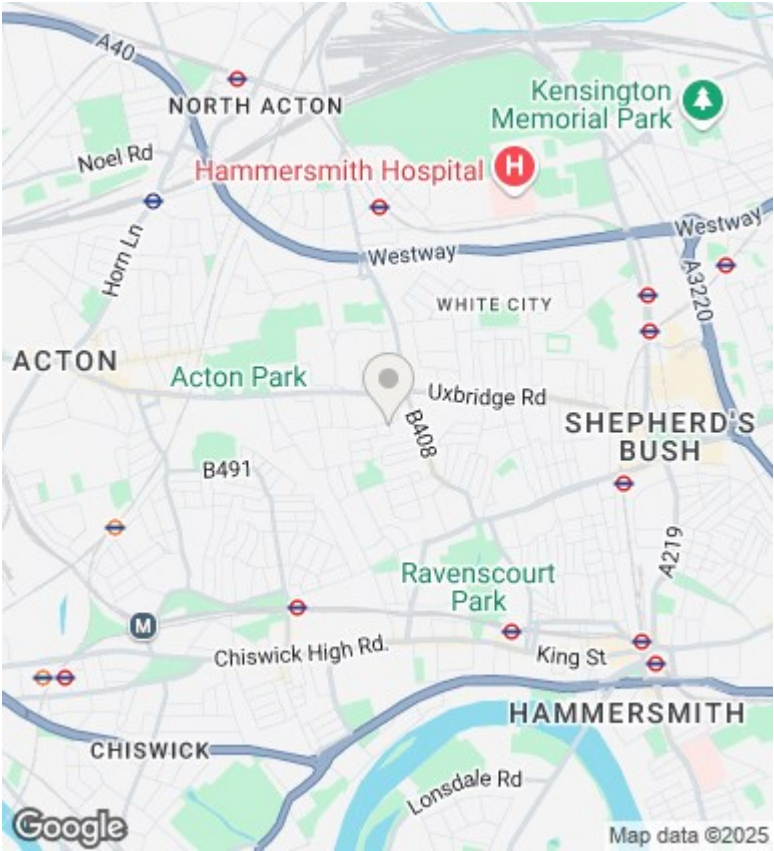 A40
NORTH ACTON
Kensington
Memorial Park
Noel Rd
Hammersmith Hospital
H
Westway
Westway
Horn Ln
A3220
WHITE CITY
ACTON
Acton Park
Uxbridge Rd
B408
SHEPHERD'S
BUSH
B491
A219
Ravenscourt
Park
M
Chiswick High Rd.
King St
HAMMERSMITH
CHISWICK
Lonsdale Rd
Google
Map data ©2025